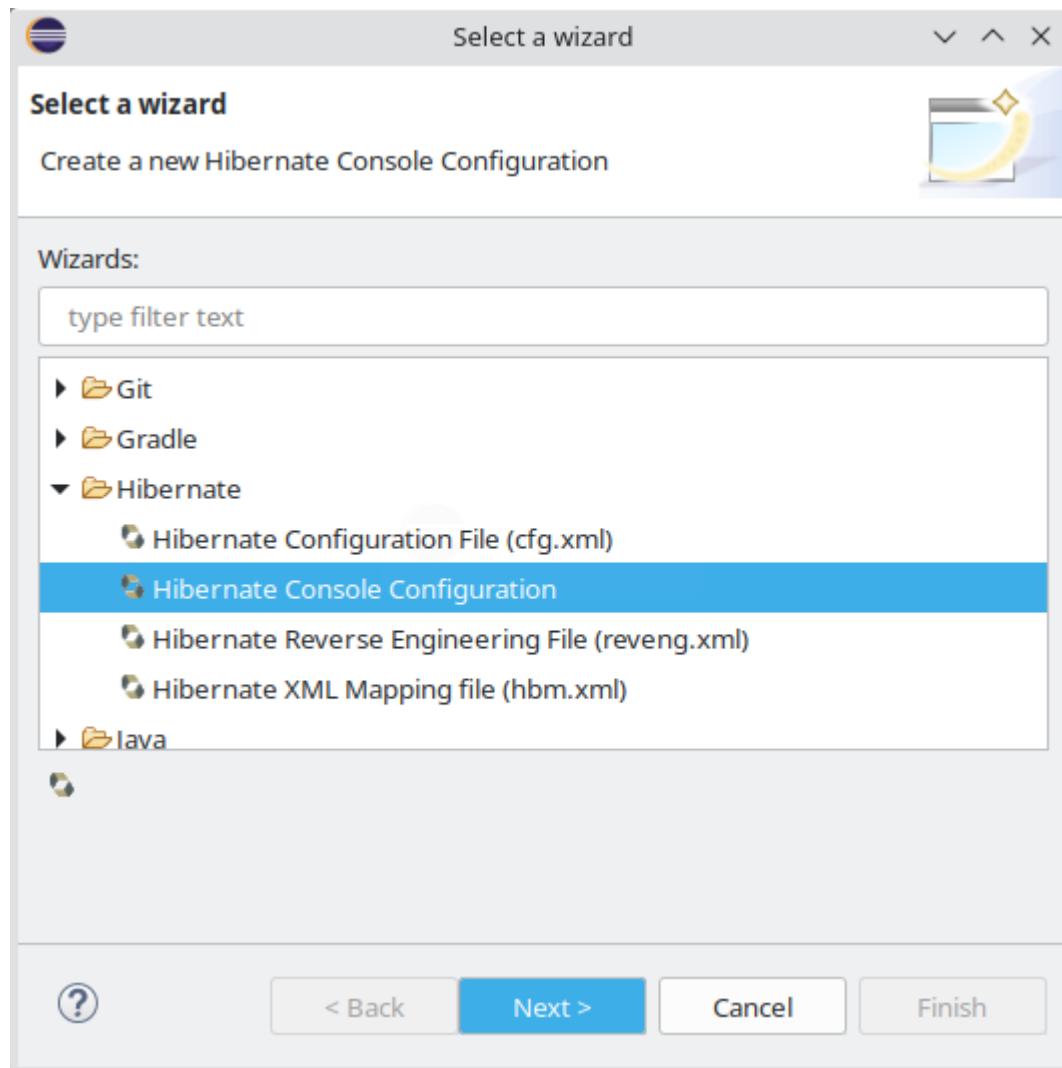 Select a wizard
Select a wizard
Create a new Hibernate Console Configuration
Wizards:
type filter text
Git
Gradle
Hibernate
Hibernate Configuration File (cfg.xml)
Hibernate Console Configuration
Hibernate Reverse Engineering File (reveng.xml)
Hibernate XML Mapping file (hbm.xml)
Java
? < Back Next > Cancel Finish